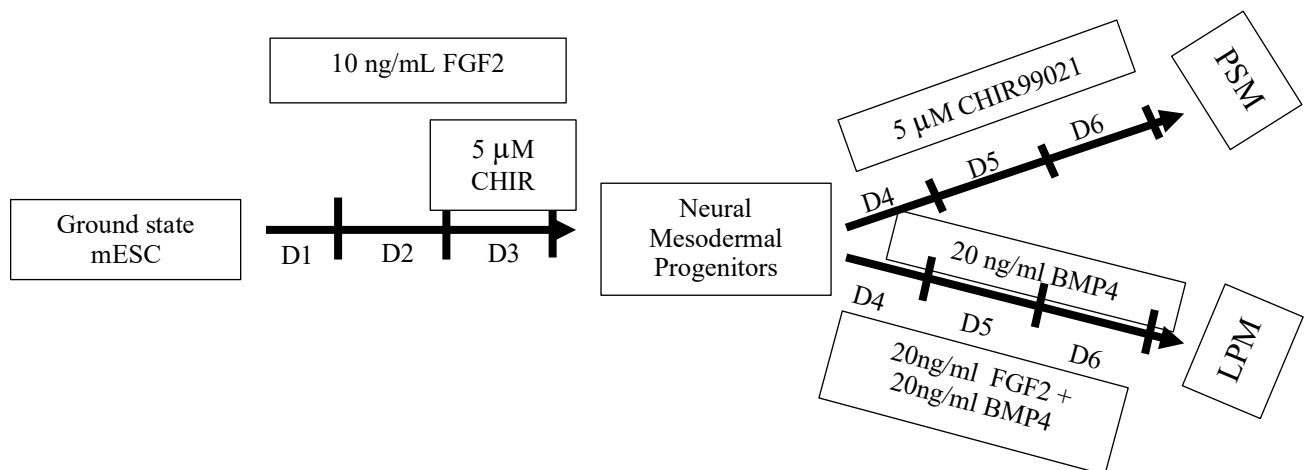 10 ng/mL FGF2
5 μM
CHIR
Ground state
mESC
D1
D2
D3
Neural
Mesodermal
Progenitors
5 μM CHIR99021
D4
D5
D6
PSM
20 ng/ml BMP4
D4
D5
D6
20ng/ml FGF2 +
20ng/ml BMP4
LPM